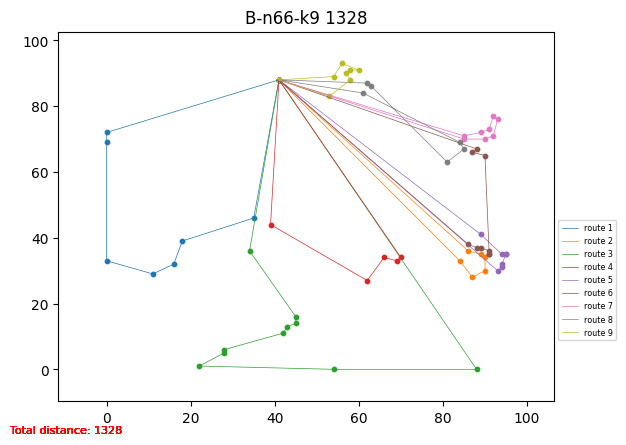 B-n66-k9 1328
100
80
60
40
20
0
0 20 40 60 80 100
route 1
route 2
route 3
route 4
route 5
route 6
route 7
route 8
route 9
Total distance: 1328